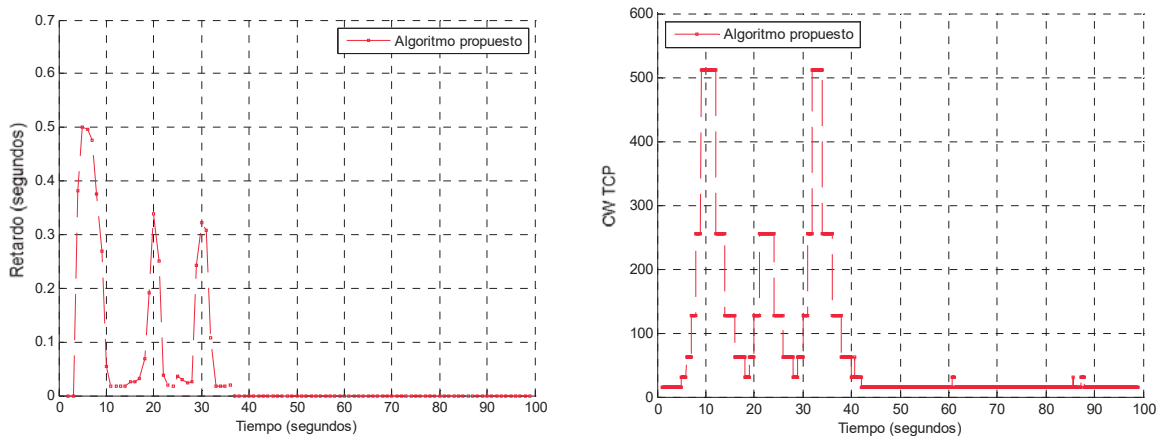 0.7
Algoritmo propuesto
0.6
0.5
0.4
0.3
0.2
0.1
0
Retardo (segundos)
0 10 20 30 40 50 60 70 80 90 100
Tiempo (segundos)
600
Algoritmo propuesto
500
400
300
200
100
0
CW TCP
0 10 20 30 40 50 60 70 80 90 100
Tiempo (segundos)